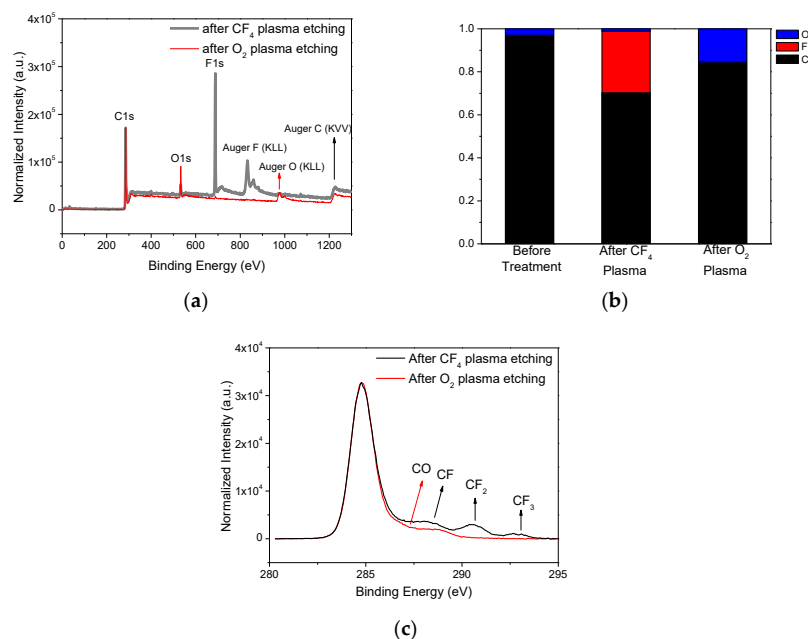 4x10⁵
3x10⁵
2x10⁵
1x10⁵
0
0 200 400 600 800 1000 1200
Normalized Intensity (a.u.)
Binding Energy (eV)
after CF₄ plasma etching
after O₂ plasma etching
F1s
C1s
O1s
Auger F (KLL)
Auger O (KLL)
Auger C (KVV)
(a)
1.0
0.8
0.6
0.4
0.2
0.0
O
F
C
Before
Treatment
After CF₄
Plasma
After O₂
Plasma
(b)
4x10⁴
3x10⁴
2x10⁴
1x10⁴
0
280 285 290 295
Normalized Intensity (a.u.)
Binding Energy (eV)
After CF₄ plasma etching
After O₂ plasma etching
CO
CF
CF₂
CF₃
(c)